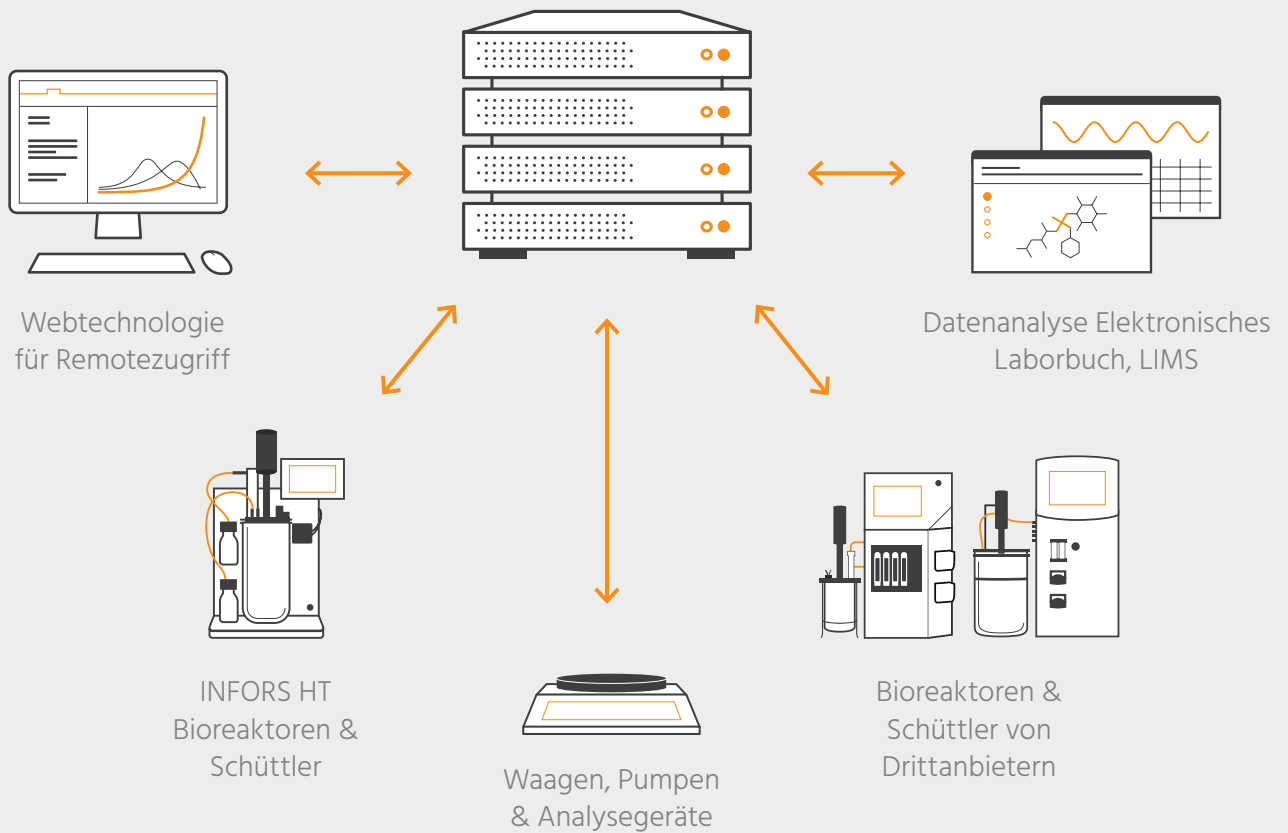 Webtechnologie
für Remotezugriff
Datenanalyse Elektronisches
Laborbuch, LIMS
INFORS HT
Bioreaktoren &
Schüttler
Waagen, Pumpen
& Analysegeräte
Bioreaktoren &
Schüttler von
Drittanbietern